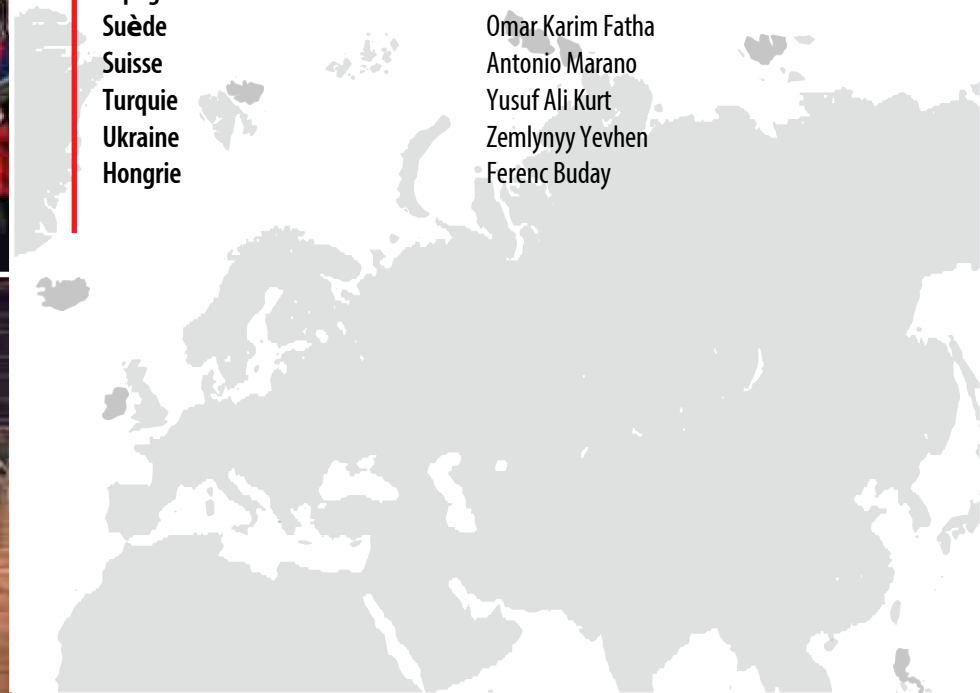 Suède Omar Karim Fatha
Suisse Antonio Marano
Turquie Yusuf Ali Kurt
Ukraine Zemlynyy Yevhen
Hongrie Ferenc Buday